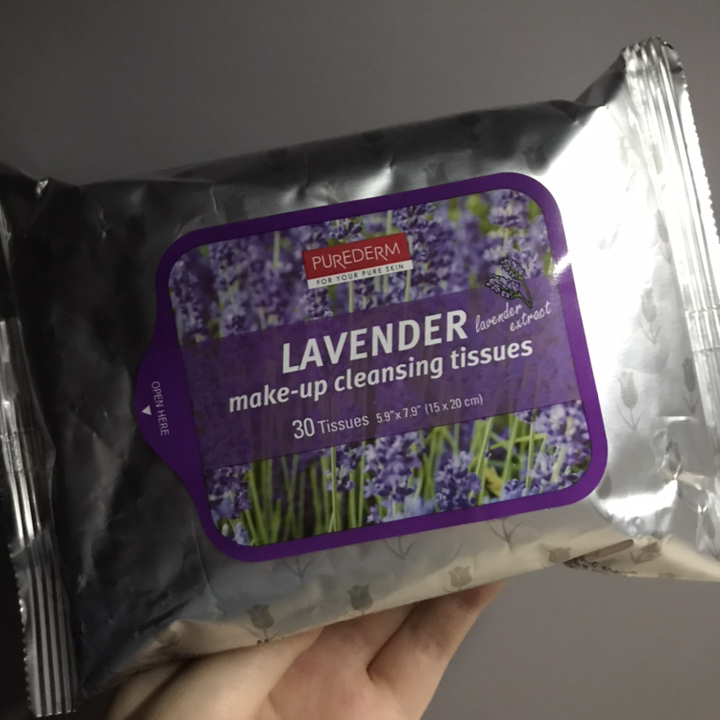 PUREDERM
FOR YOUR PURE SKIN
lavender
extract
LAVENDER
make-up cleansing tissues
30 Tissues 5.9"x7.9" (15 x 20 cm)
OPEN HERE